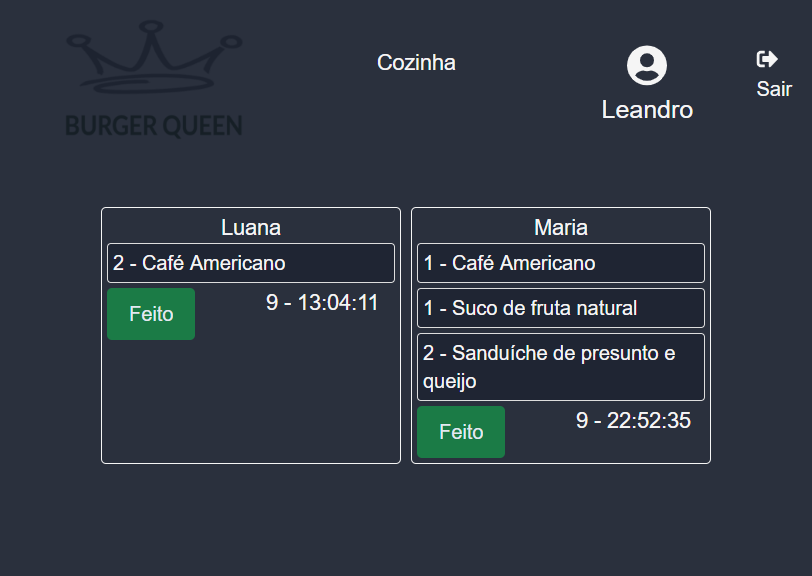 BURGER QUEEN
Cozinha
Leandro
Sair
Luana
2 - Café Americano
Feito
9 - 13:04:11
Maria
1 - Café Americano
1 - Suco de fruta natural
2 - Sanduíche de presunto e
queijo
Feito
9 - 22:52:35